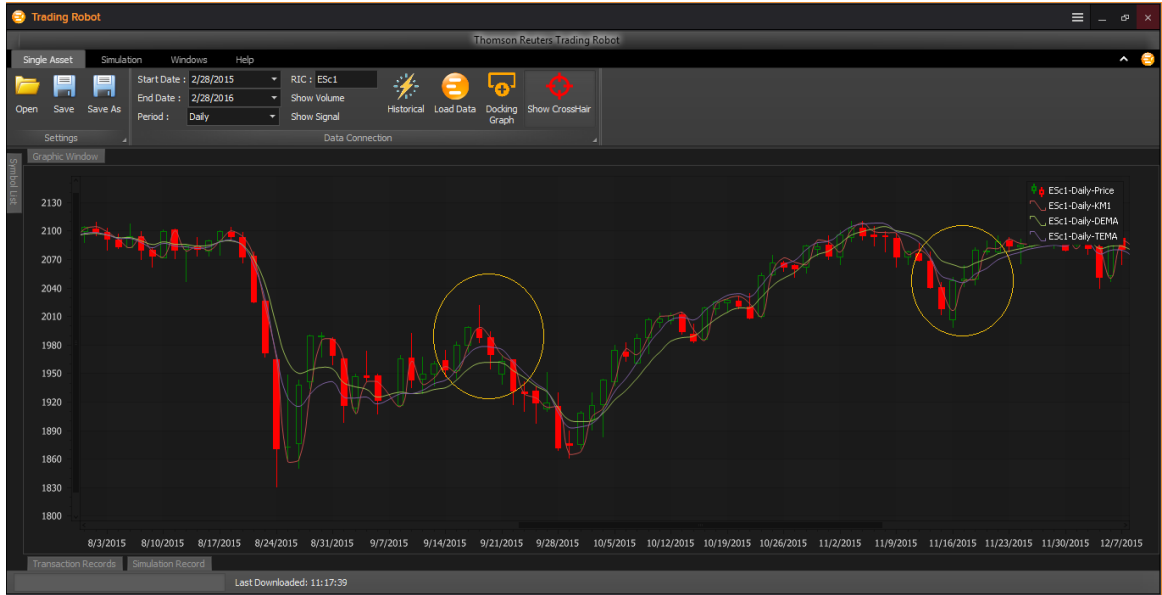 Trading Robot
Thomson Reuters Trading Robot
Single Asset Simulation Windows Help
Start Date : 2/28/2015 RIC : ESc1
End Date : 2/28/2016 Show Volume
Period : Daily Show Signal
Open Save Save As Historical Load Data Docking Graph Show CrossHair
Settings Data Connection
Symbol List
Graphic Window
ESc1-Daily-Price
ESc1-Daily-KM1
ESc1-Daily-DEMA
ESc1-Daily-TEMA
2130
2100
2070
2040
2010
1980
1950
1920
1890
1860
1830
1800
8/3/2015 8/10/2015 8/17/2015 8/24/2015 8/31/2015 9/7/2015 9/14/2015 9/21/2015 9/28/2015 10/5/2015 10/12/2015 10/19/2015 10/26/2015 11/2/2015 11/9/2015 11/16/2015 11/23/2015 11/30/2015 12/7/2015
Transaction Records Simulation Record
Last Downloaded: 11:17:39